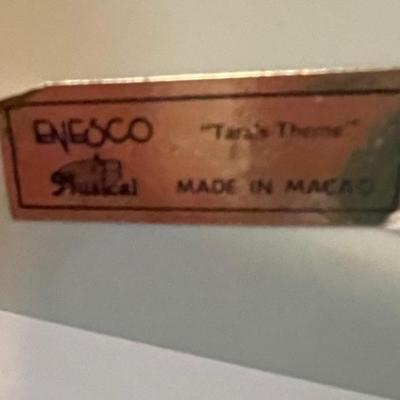 ENESCO "Tara's Theme"
Musical MADE IN MACAO